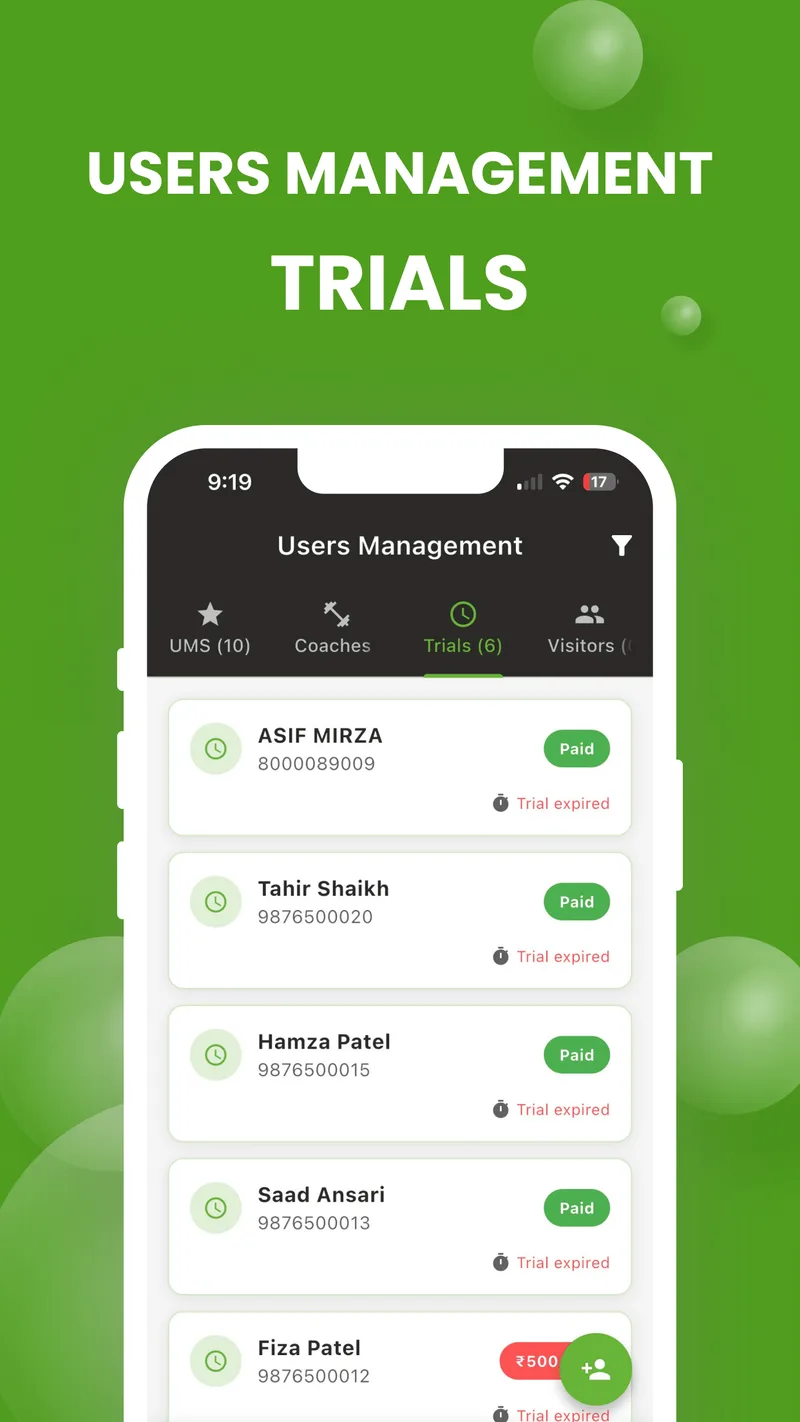 USERS MANAGEMENT
TRIALS
9:19
17
Users Management
UMS (10)
Coaches
Trials (6)
Visitors (
ASIF MIRZA
8000089009
Paid
Trial expired
Tahir Shaikh
9876500020
Paid
Trial expired
Hamza Patel
9876500015
Paid
Trial expired
Saad Ansari
9876500013
Paid
Trial expired
Fiza Patel
9876500012
₹500
Trial expired